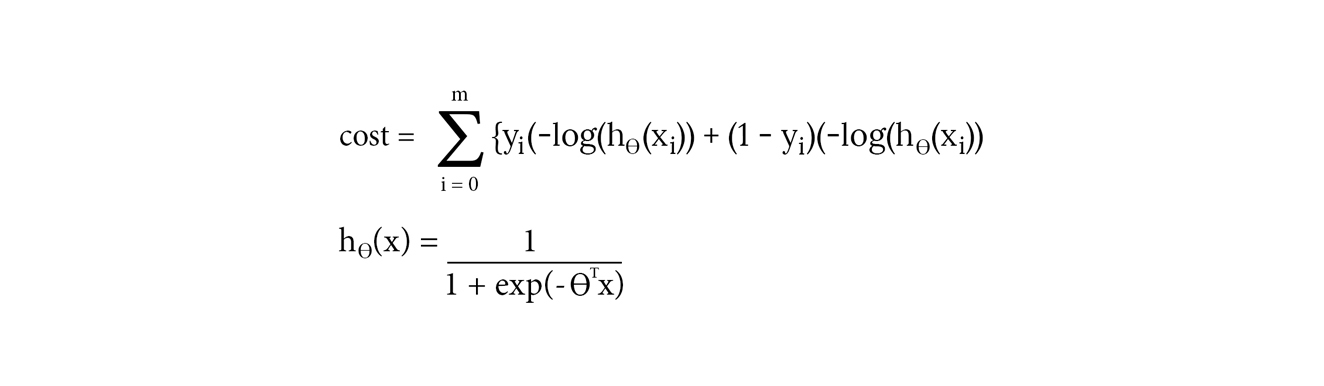 m
cost = ∑ {yᵢ(-log(hθ(xᵢ)) + (1 - yᵢ)(-log(hθ(xᵢ))
i = 0
hθ(x) = 1
1 + exp(-θᵀx)